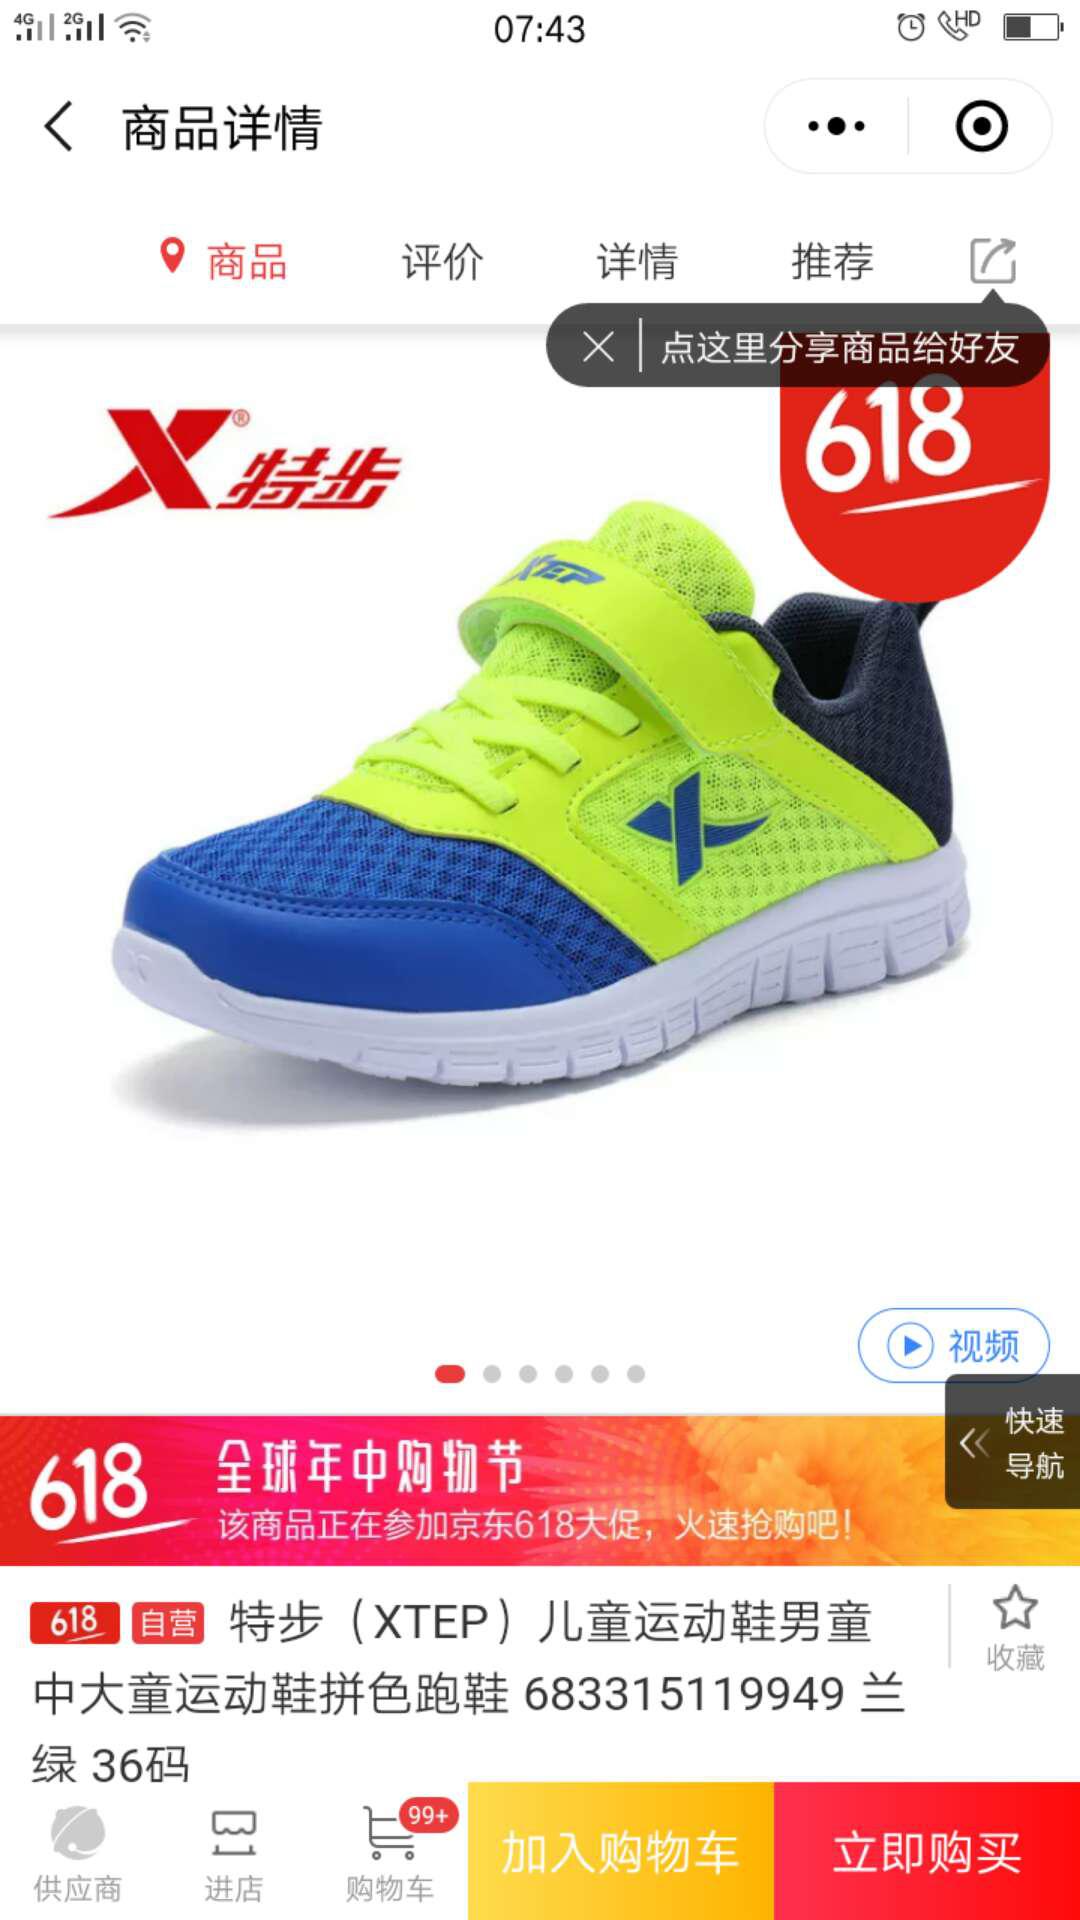 4G 2G 07:43 HD
商品详情
商品 评价 详情 推荐
点这里分享商品给好友
618
X® 特步
XTEP
视频
快速
导航
618 全球年中购物节
该商品正在参加京东618大促，火速抢购吧！
618 自营 特步（XTEP）儿童运动鞋男童
中大童运动鞋拼色跑鞋 683315119949 兰
绿 36码
收藏
99+
供应商 进店 购物车 加入购物车 立即购买